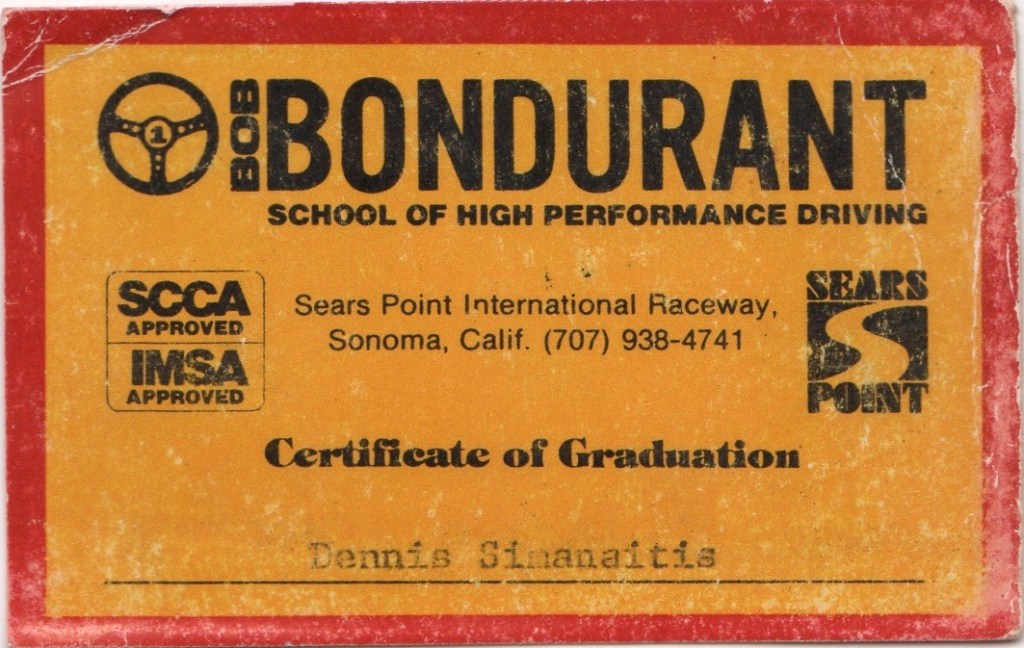 1
BOB
BONDURANT
SCHOOL OF HIGH PERFORMANCE DRIVING
SCCA
APPROVED
IMSA
APPROVED
Sears Point International Raceway,
Sonoma, Calif. (707) 938-4741
SEARS
POINT
Certificate of Graduation
Dennis Simanaitis